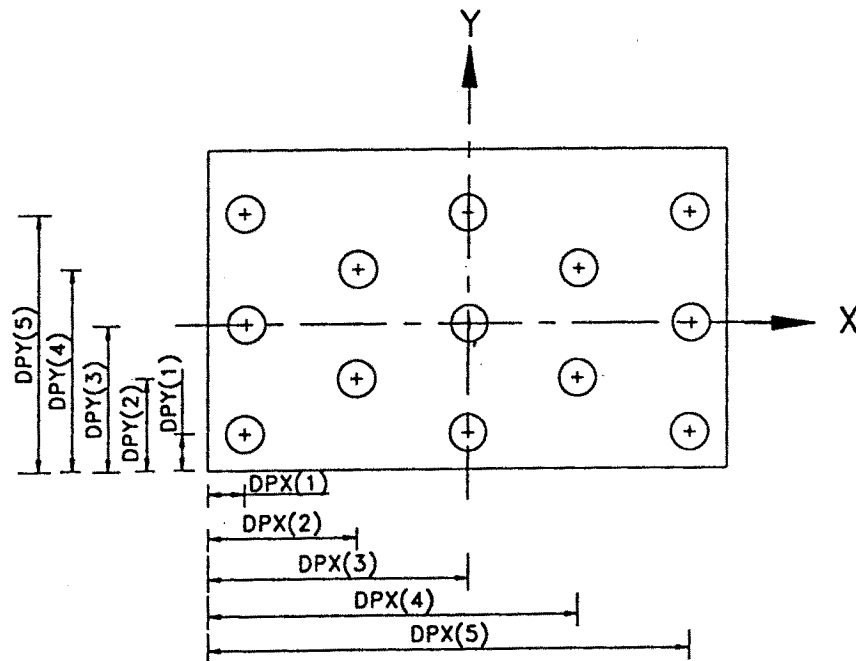 Y
X
DPY(5)
DPY(4)
DPY(3)
DPY(2)
DPY(1)
DPX(1)
DPX(2)
DPX(3)
DPX(4)
DPX(5)